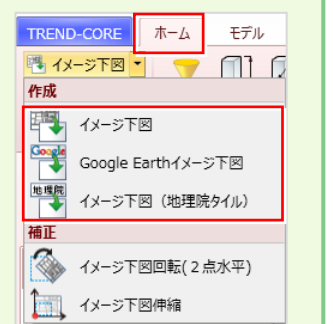 TREND-CORE ホーム モデル
イメージ下図
作成
イメージ下図
Google
Google Earthイメージ下図
地理院
イメージ下図（地理院タイル）
補正
イメージ下図回転(２点水平)
イメージ下図伸縮